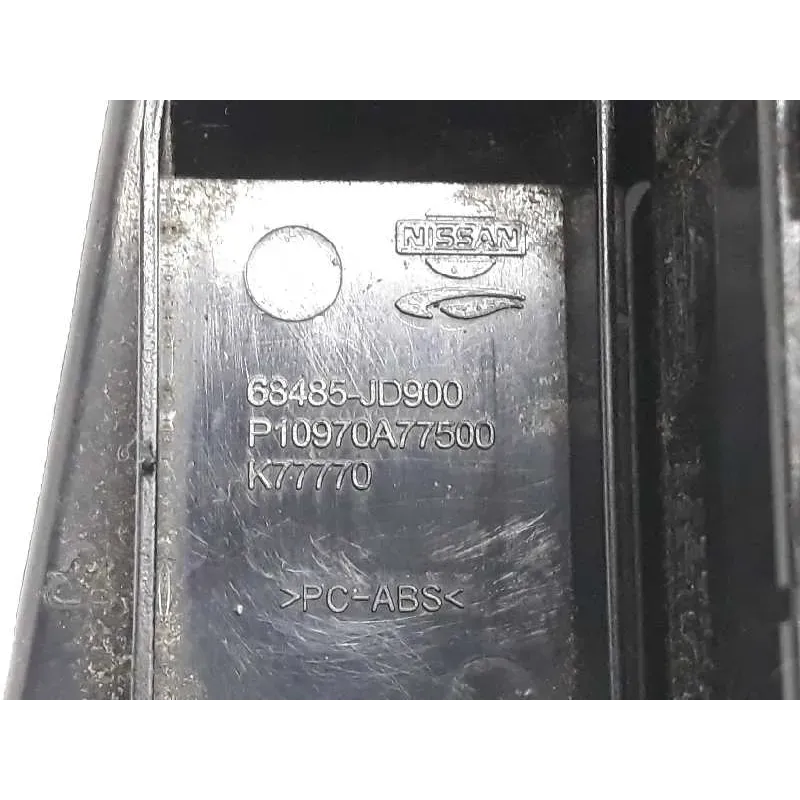 NISSAN
68485-JD900
P10970A77500
K77770
>PC-ABS<